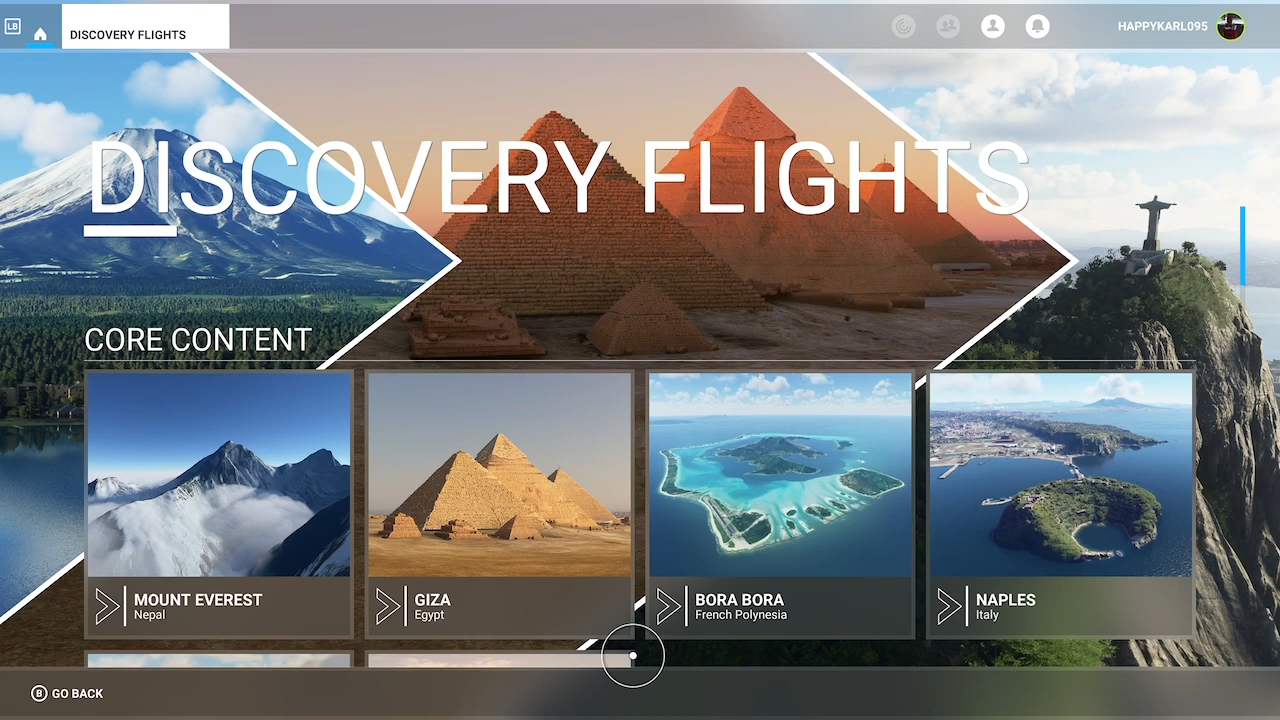 LB
DISCOVERY FLIGHTS
HAPPYKARL095
DISCOVERY FLIGHTS
CORE CONTENT
MOUNT EVEREST
Nepal
GIZA
Egypt
BORA BORA
French Polynesia
NAPLES
Italy
B GO BACK